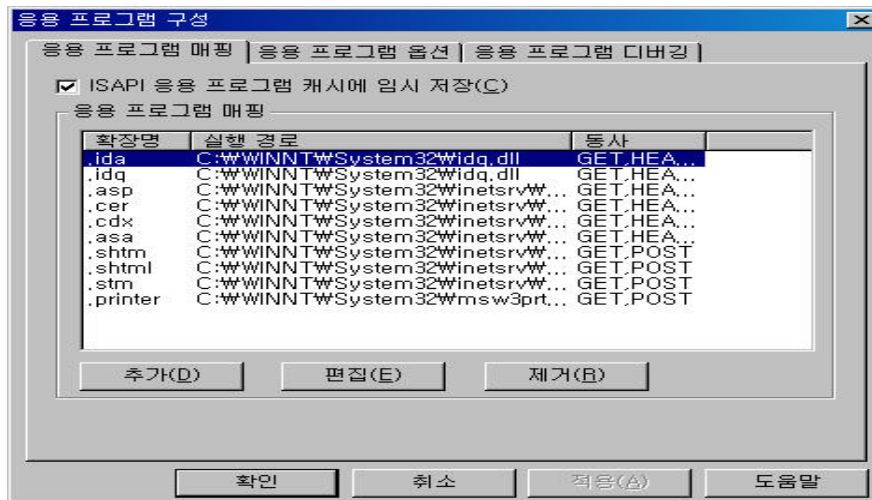 응용 프로그램 구성
응용 프로그램 매핑 응용 프로그램 옵션 응용 프로그램 디버깅
ISAPI 응용 프로그램 캐시에 임시 저장(C)
응용 프로그램 매핑
확장명 실행 경로 동사
.ida C:₩WINNT₩System32₩idq.dll GET,HEA...
.idq C:₩WINNT₩System32₩idq.dll GET,HEA...
.asp C:₩WINNT₩System32₩inetsrv₩... GET,HEA...
.cer C:₩WINNT₩System32₩inetsrv₩... GET,HEA...
.cdx C:₩WINNT₩System32₩inetsrv₩... GET,HEA...
.asa C:₩WINNT₩System32₩inetsrv₩... GET,HEA...
.shtm C:₩WINNT₩System32₩inetsrv₩... GET,POST
.shtml C:₩WINNT₩System32₩inetsrv₩... GET,POST
.stm C:₩WINNT₩System32₩inetsrv₩... GET,POST
.printer C:₩WINNT₩System32₩msw3prt... GET,POST
추가(D) 편집(E) 제거(R)
확인 취소 적용(A) 도움말